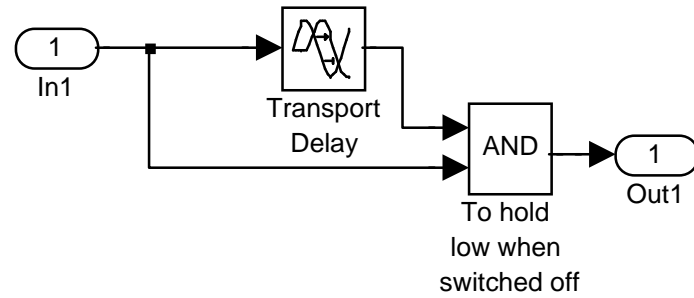 1
In1
Transport
Delay
AND
To hold
low when
switched off
1
Out1